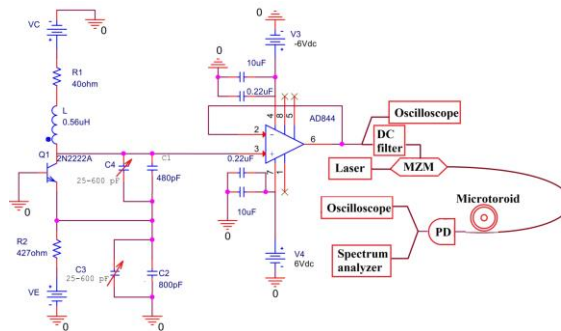 VC
0
R1
40ohm
L
0.56uH
Q1
2N2222A
0
R2
427ohm
VE
0
C4
25-600 pF
C1
480pF
C3
25-600 pF
C2
800pF
0
0
V3
-6Vdc
10uF
0
0.22uF
4
8
5
AD844
2
-
6
3
+
7
1
0.22uF
0
10uF
V4
6Vdc
0
Oscilloscope
DC
filter
Laser
MZM
Microtoroid
Oscilloscope
PD
Spectrum
analyzer